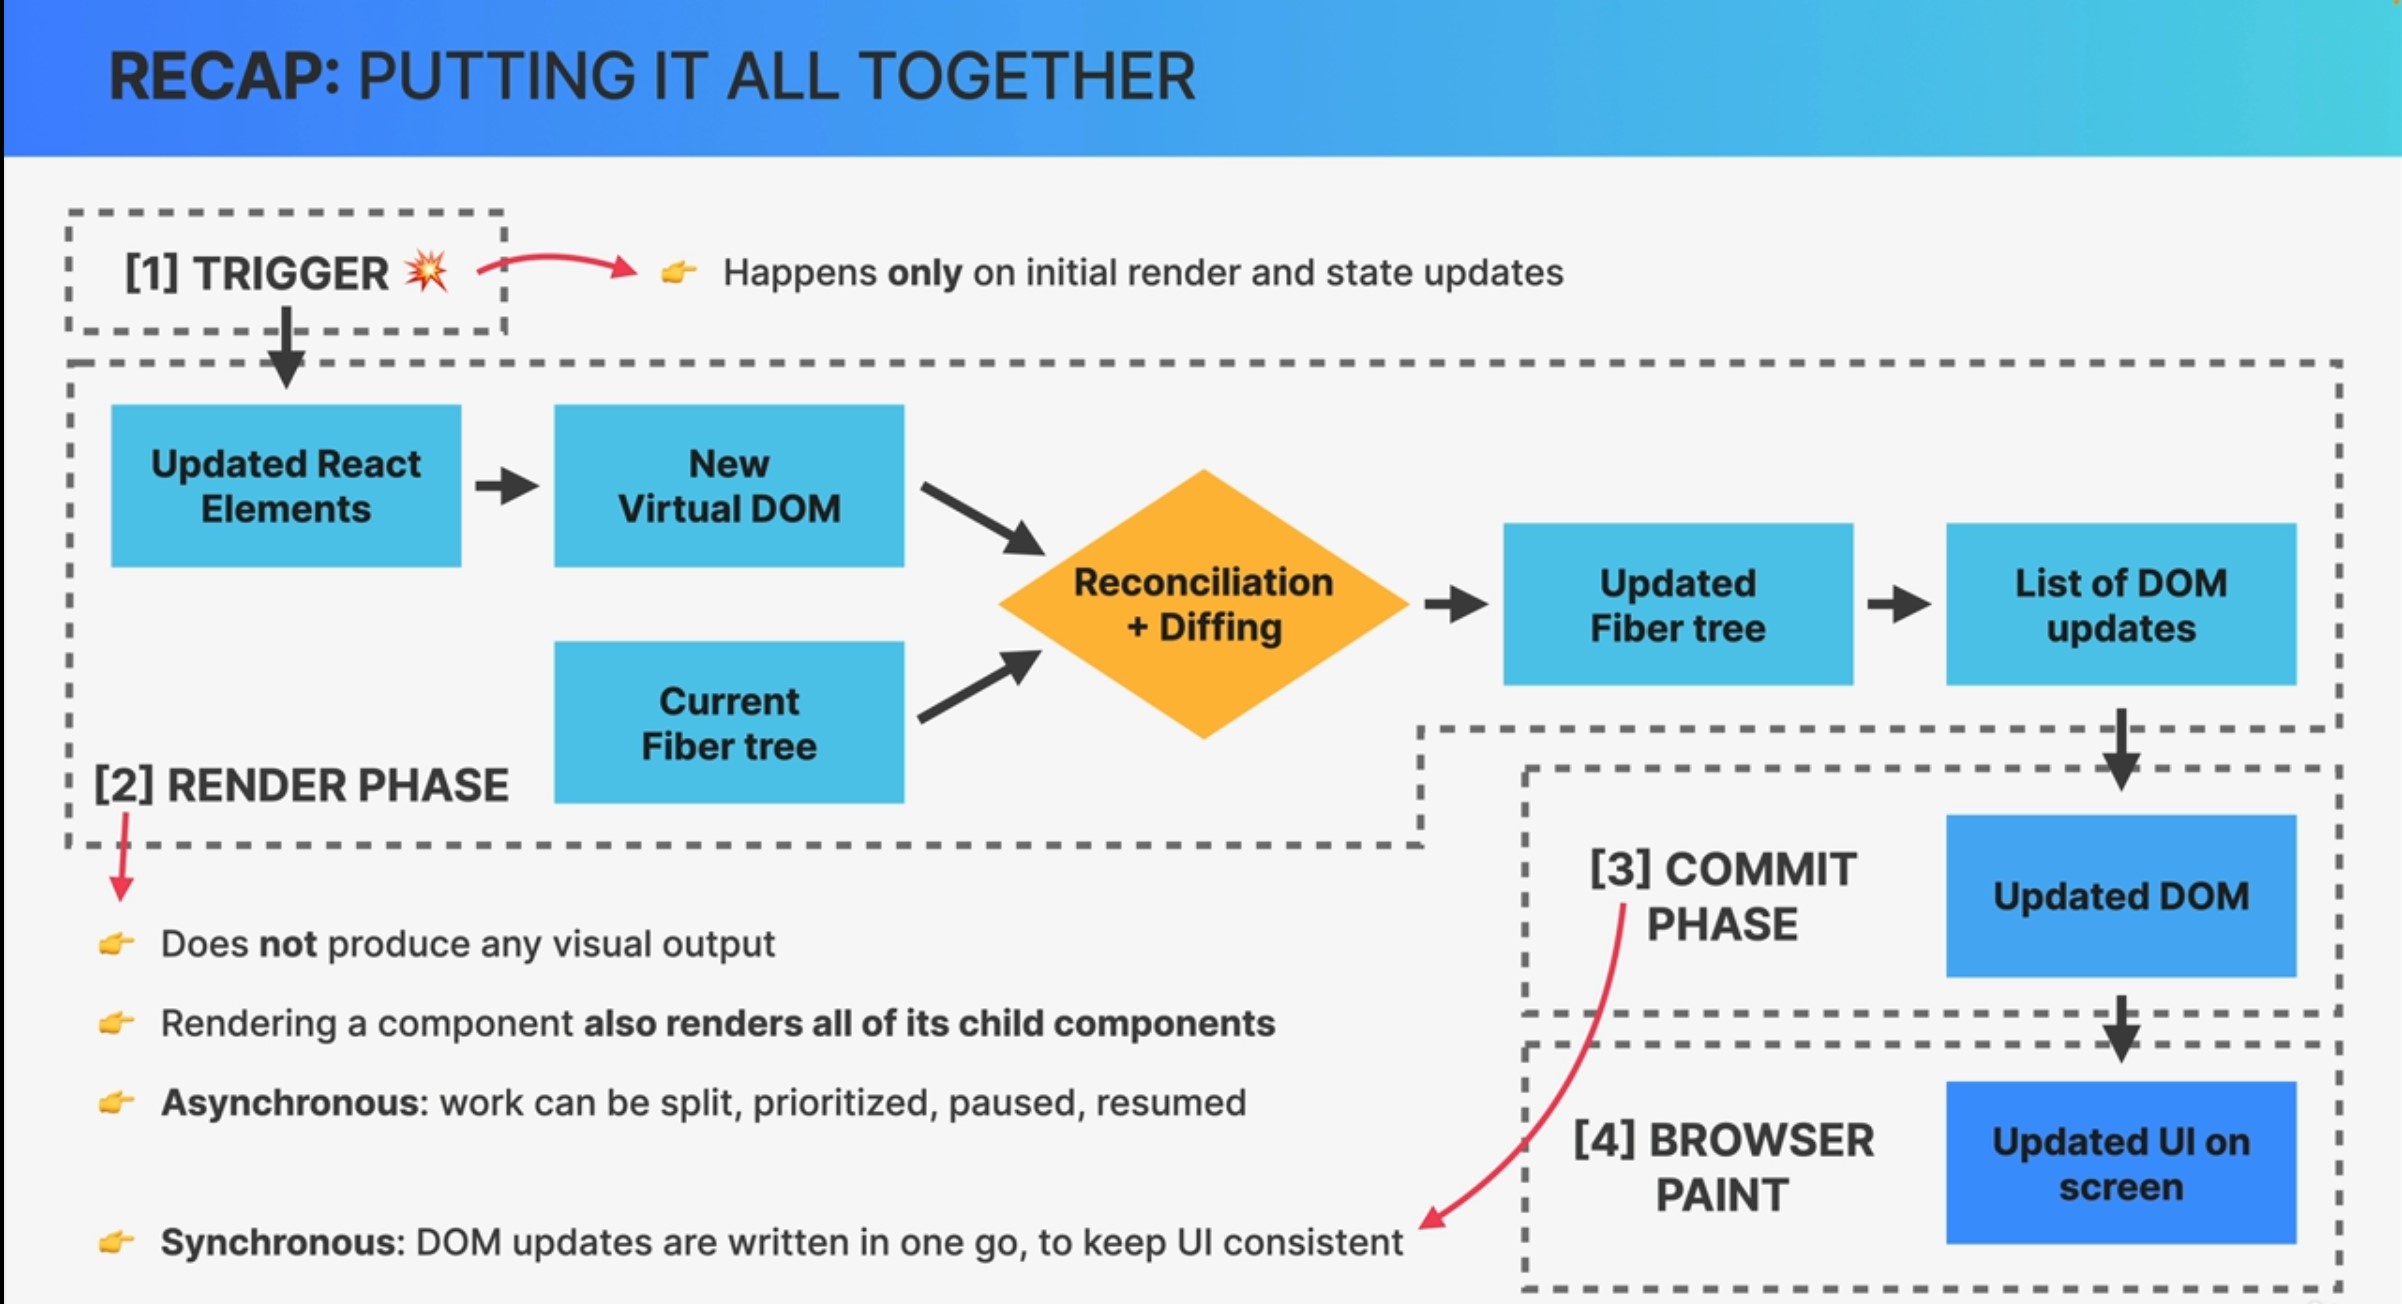 RECAP: PUTTING IT ALL TOGETHER
[1] TRIGGER 💥
👉 Happens only on initial render and state updates
Updated React
Elements
New
Virtual DOM
Current
Fiber tree
Reconciliation
+ Diffing
Updated
Fiber tree
List of DOM
updates
[2] RENDER PHASE
👉 Does not produce any visual output
👉 Rendering a component also renders all of its child components
👉 Asynchronous: work can be split, prioritized, paused, resumed
[3] COMMIT
PHASE
Updated DOM
👉 Synchronous: DOM updates are written in one go, to keep UI consistent
[4] BROWSER
PAINT
Updated UI on
screen